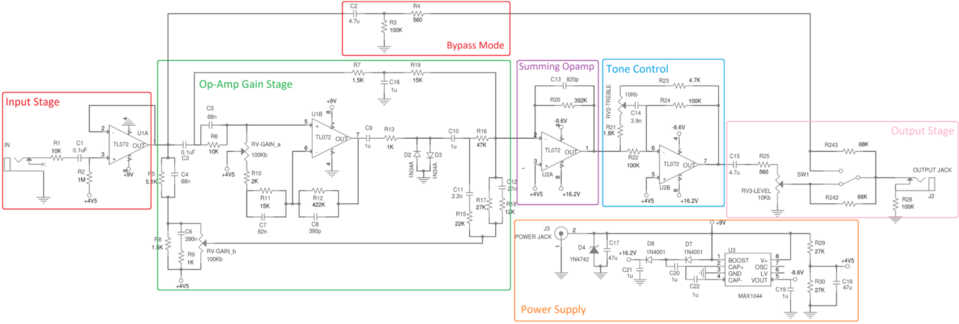 C2
4.7u
R4
560
R3
100K
Bypass Mode
Op-Amp Gain Stage
R7
1.5K
R19
15K
C16
1u
Summing Opamp
C13
820p
R20
392K
-8.6V
TL072
OUT
U2A
+4V5
+16.2V
Tone Control
R23
4.7K
10Kb
RV2-TREBLE
C14
3.9n
R24
100K
R21
1.8K
R22
100K
-8.6V
TL072
OUT
U2B
+4V5
+16.2V
Input Stage
IN
R1
10K
C1
0.1uF
R2
1M
+4V5
U1A
TL072
OUT
+9V
C3
0.1uF
R5
5.1K
C4
68n
C5
68n
R6
10K
+4V5
RV-GAIN_a
100Kb
R10
2K
R11
15K
C7
82n
R12
422K
C8
390p
U1B
+9V
TL072
OUT
C9
1u
R13
1K
D2
1N34A
D3
1N34A
C10
1u
R16
47K
C11
2.2n
R15
22K
R17
27K
C12
27n
R18
12K
R8
1.5K
C6
390n
R9
1K
RV-GAIN_b
100Kb
+4V5
Output Stage
C15
4.7u
R25
560
RV3-LEVEL
10Kb
SW1
R243
68K
R242
68K
OUTPUT JACK
J2
R28
100K
J3
POWER JACK
D4
1N4742
C17
47u
+16.2V
D8
1N4001
D7
1N4001
+9V
C21
1u
C20
1u
C22
1u
U3
BOOST
CAP+
GND
CAP-
V+
OSC
LV
VOUT
MAX1044
-8.6V
C19
1u
R29
27K
+4V5
R30
27K
C18
47u
Power Supply